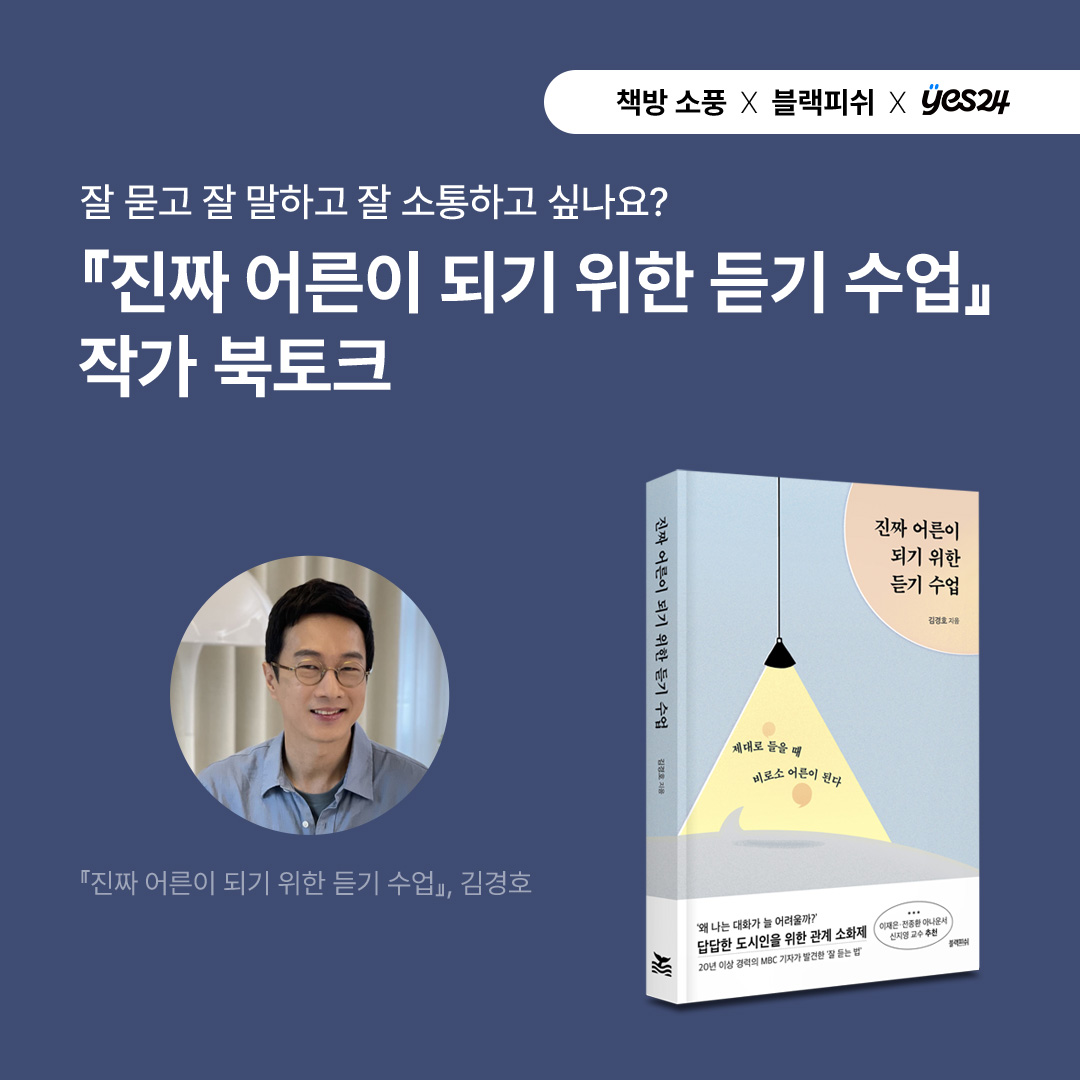 책방 소풍 X 블랙피쉬 X yes24
잘 묻고 잘 말하고 잘 소통하고 싶나요?
『진짜 어른이 되기 위한 듣기 수업』
작가 북토크
『진짜 어른이 되기 위한 듣기 수업』, 김경호
진짜 어른이 되기 위한 듣기 수업
김경호 지음
진짜 어른이
되기 위한
듣기 수업
김경호 지음
제대로 들을 때
비로소 어른이 된다
‘왜 나는 대화가 늘 어려울까?’
답답한 도시인을 위한 관계 소화제
20년 이상 경력의 MBC 기자가 발견한 ‘잘 듣는 법’
이재은·전종환 아나운서
신지영 교수 추천
블랙피쉬